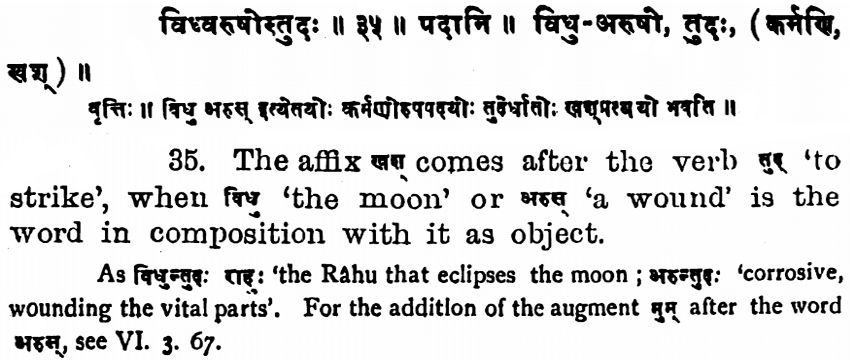 विध्वरुषोस्तुदः ॥ ३५ ॥ पदानि ॥ विधु-अरुषो, तुदः, ( कर्मणि,
खश् ) ॥
वृत्तिः ॥ विधु अरुस् इत्येतयोः कर्मणोरुपपदयोः तुदेर्धातोः खश्प्रत्ययो भवति ॥
35. The affix खश् comes after the verb तुद् ‘to
strike’, when विधु ‘the moon’ or अरुस् ‘a wound’ is the
word in composition with it as object.
As विधुन्तुदः राहुः ‘the Râhu that eclipses the moon ; अरुन्तुदः ‘corrosive,
wounding the vital parts’. For the addition of the augment मुम् after the word
अरुस्, see VI. 3. 67.